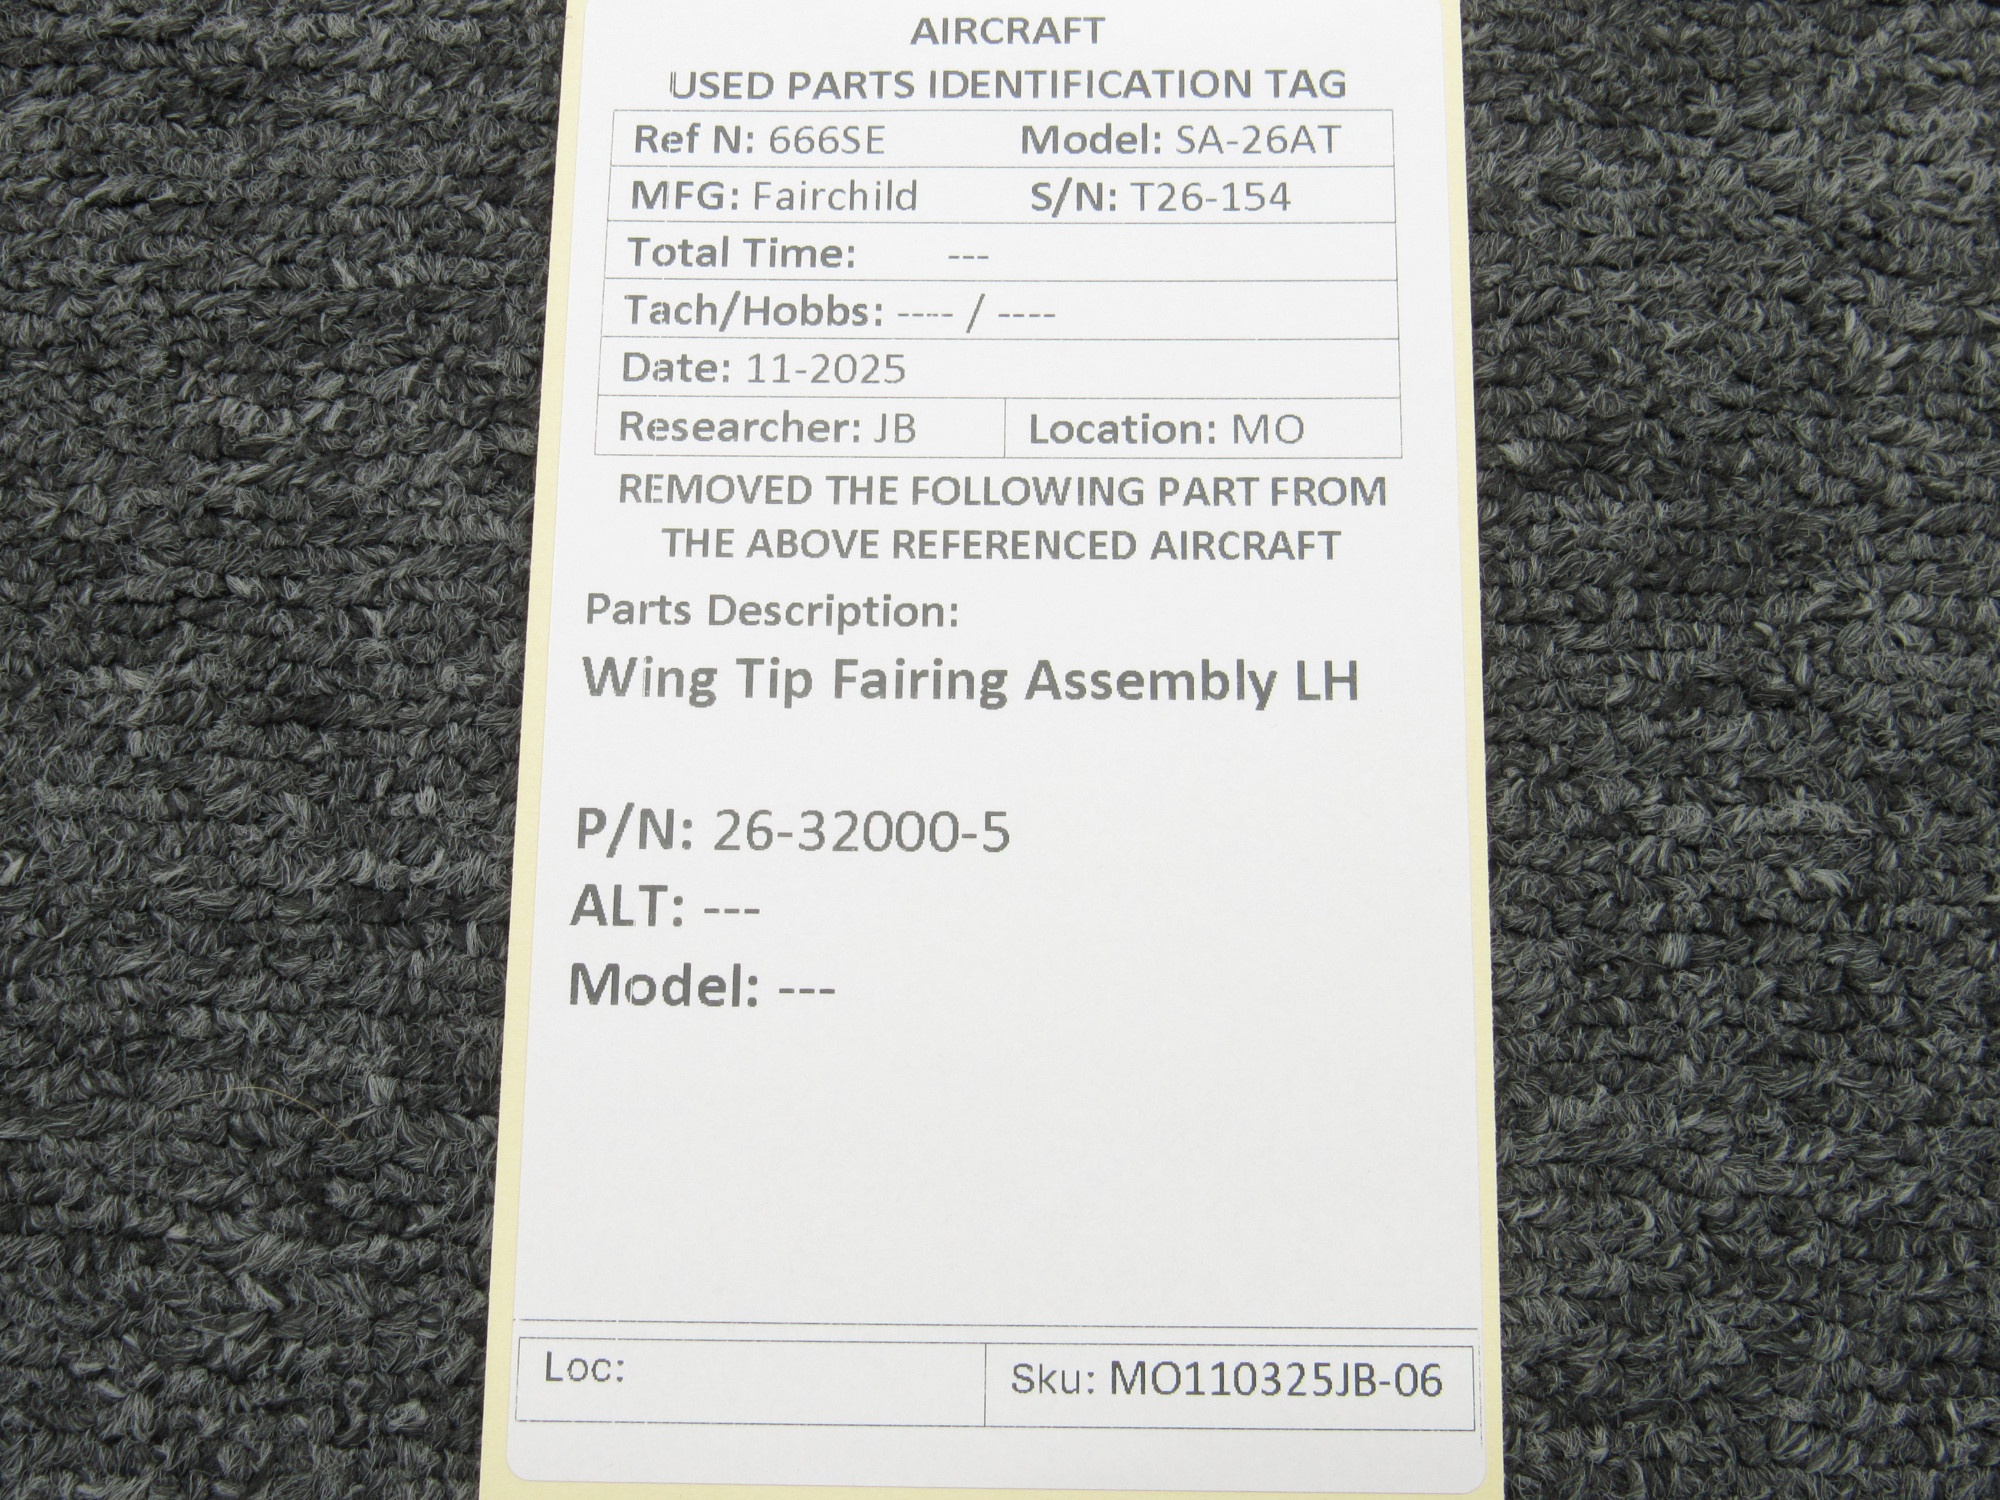 AIRCRAFT
USED PARTS IDENTIFICATION TAG
Ref N: 666SE Model: SA-26AT
MFG: Fairchild S/N: T26-154
Total Time: ---
Tach/Hobbs: ---- / ----
Date: 11-2025
Researcher: JB Location: MO
REMOVED THE FOLLOWING PART FROM
THE ABOVE REFERENCED AIRCRAFT
Parts Description:
Wing Tip Fairing Assembly LH
P/N: 26-32000-5
ALT: ---
Model: ---
Loc: Sku: MO110325JB-06